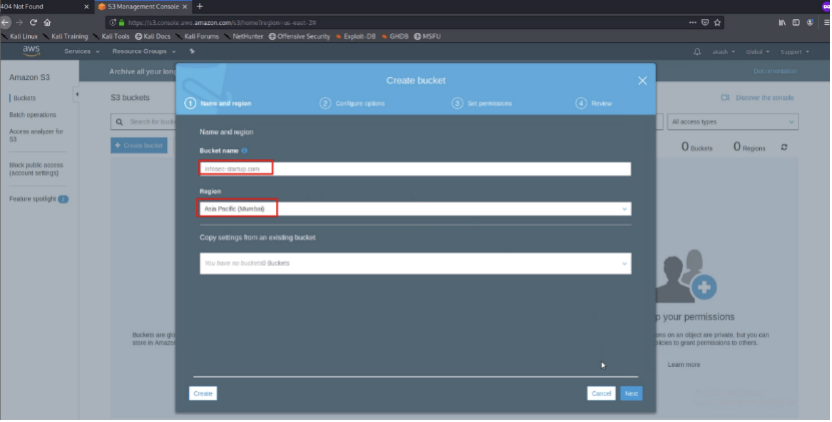 404 Not Found
S3 Management Console
https://s3.console.aws.amazon.com/s3/home?region=us-east-2#
Kali Linux Kali Training Kali Tools Kali Docs Kali Forums NetHunter Offensive Security Exploit-DB GHDB MSFU
aws Services Resource Groups Global Support
Amazon S3
Archive all your
Documentation
Create bucket
Buckets
S3 buckets
Discover the console
1 Name and region 2 Configure options 3 Set permissions 4 Review
Batch operations
Search for
All access types
Access analyzer for
S3
Name and region
Create bucket
Bucket name
0 Buckets 0 Regions
Block public access
(account settings)
infosec-startup.com
Feature spotlight 2
Region
Asia Pacific (Mumbai)
Copy settings from an existing bucket
You have no buckets0 Buckets
p your permissions
Buckets are
store in
ons on an object are private, but you can
olicies to grant permissions to others.
Learn more
Create Cancel Next